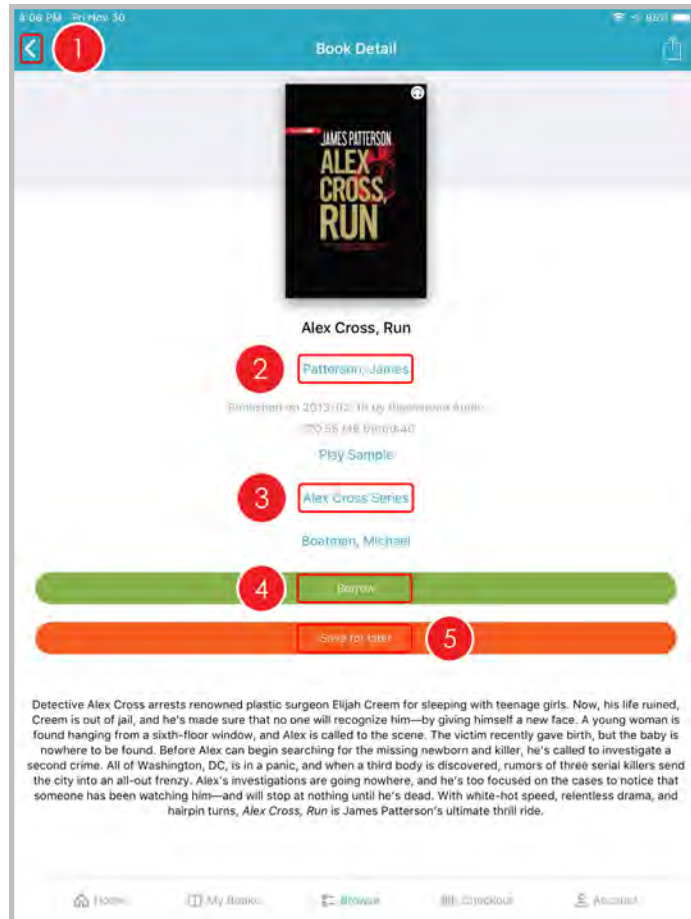 4:06 PM Fri Nov 30
1
Book Detail
JAMES PATTERSON
ALEX
CROSS,
RUN
Alex Cross, Run
2
Patterson, James
Published on 2013-02-
Play Sample
3
Alex Cross Series
Boatman, Michael
4
Borrow
Save for later
5
Detective Alex Cross arrests renowned plastic surgeon Elijah Creem for sleeping with teenage girls. Now, his life ruined,
Creem is out of jail, and he's made sure that no one will recognize him—by giving himself a new face. A young woman is
found hanging from a sixth-floor window, and Alex is called to the scene. The victim recently gave birth, but the baby is
nowhere to be found. Before Alex can begin searching for the missing newborn and killer, he's called to investigate a
second crime. All of Washington, DC, is in a panic, and when a third body is discovered, rumors of three serial killers send
the city into an all-out frenzy. Alex's investigations are going nowhere, and he's too focused on the cases to notice that
someone has been watching him—and will stop at nothing until he's dead. With white-hot speed, relentless drama, and
hairpin turns, Alex Cross, Run is James Patterson's ultimate thrill ride.
Home My Books Browse Checkout Account